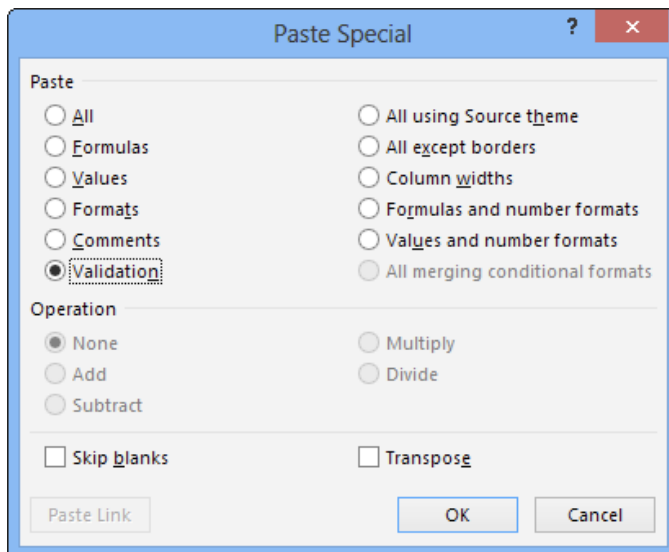 Paste Special
?
Paste
All
Formulas
Values
Formats
Comments
Validation
All using Source theme
All except borders
Column widths
Formulas and number formats
Values and number formats
All merging conditional formats
Operation
None
Add
Subtract
Multiply
Divide
Skip blanks
Transpose
Paste Link
OK
Cancel